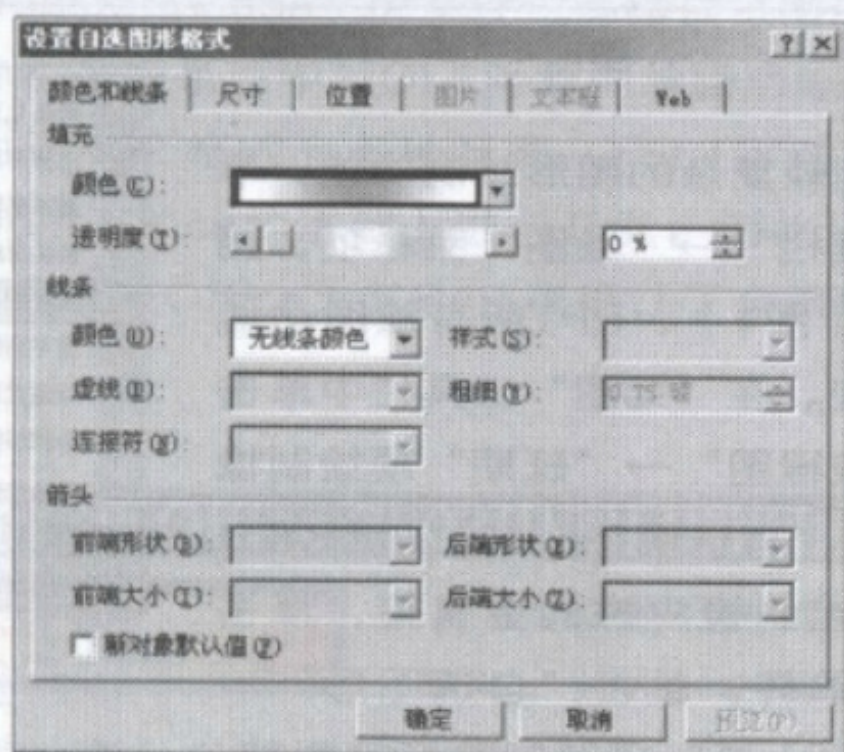 设置自选图形格式
颜色和线条 尺寸 位置 图片 文本框 Web
填充
颜色(C):
透明度(T): 0 %
线条
颜色(O): 无线条颜色 样式(S):
虚线(D): 粗细(W): 0.75 磅
连接符(N):
箭头
前端形状(B): 后端形状(E):
前端大小(I): 后端大小(Z):
新对象默认值(F)
确定 取消 预览(P)